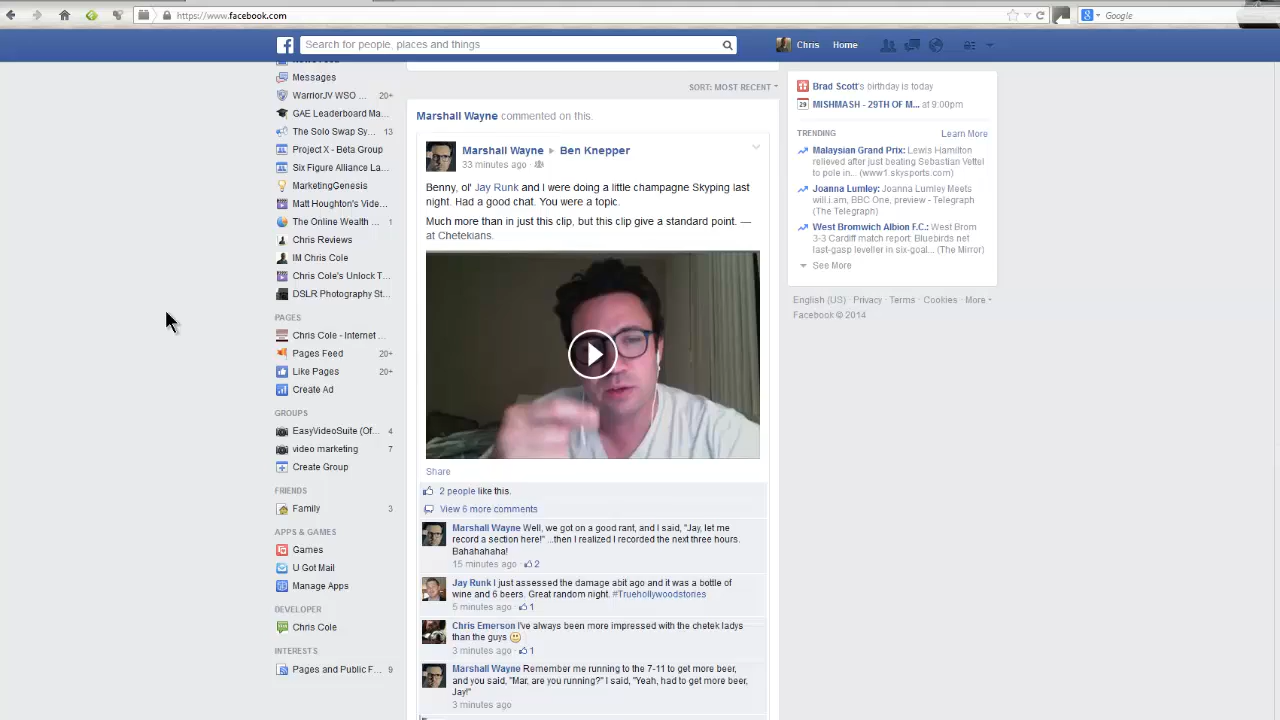 https://www.facebook.com
Google
Search for people, places and things
Chris
Home
Messages
WarriorJV WSO ... 20+
GAE Leaderboard Ma...
The Solo Swap Sy... 13
Project X - Beta Group
Six Figure Alliance La...
MarketingGenesis
Matt Houghton's Vide...
The Online Wealth ... 1
Chris Reviews
IM Chris Cole
Chris Cole's Unlock T...
DSLR Photography St...
PAGES
Chris Cole - Internet ...
Pages Feed 20+
Like Pages 20+
Create Ad
GROUPS
EasyVideoSuite (Of... 4
video marketing 7
Create Group
FRIENDS
Family 3
APPS & GAMES
Games
U Got Mail
Manage Apps
DEVELOPER
Chris Cole
INTERESTS
Pages and Public F... 9
SORT: MOST RECENT
Marshall Wayne commented on this.
Marshall Wayne ▸ Ben Knepper
33 minutes ago ·
Benny, ol' Jay Runk and I were doing a little champagne Skyping last
night. Had a good chat. You were a topic.
Much more than in just this clip, but this clip give a standard point. —
at Chetekians.
Share
2 people like this.
View 6 more comments
Marshall Wayne Well, we got on a good rant, and I said, "Jay, let me
record a section here!" ...then I realized I recorded the next three hours.
Bahahahaha!
15 minutes ago · 2
Jay Runk I just assessed the damage abit ago and it was a bottle of
wine and 6 beers. Great random night. #Truehollywoodstories
5 minutes ago · 1
Chris Emerson I've always been more impressed with the chetek ladys
than the guys
3 minutes ago · 1
Marshall Wayne Remember me running to the 7-11 to get more beer,
and you said, "Mar, are you running?" I said, "Yeah, had to get more beer,
Jay!"
3 minutes ago
Brad Scott's birthday is today
29 MISHMASH - 29TH OF M... at 9:00pm
TRENDING
Learn More
Malaysian Grand Prix: Lewis Hamilton
relieved after just beating Sebastian Vettel
to pole in... (www1.skysports.com)
Joanna Lumley: Joanna Lumley Meets
will.i.am, BBC One, preview - Telegraph
(The Telegraph)
West Bromwich Albion F.C.: West Brom
3-3 Cardiff match report: Bluebirds net
last-gasp leveller in six-goal... (The Mirror)
See More
English (US) · Privacy · Terms · Cookies · More
Facebook © 2014